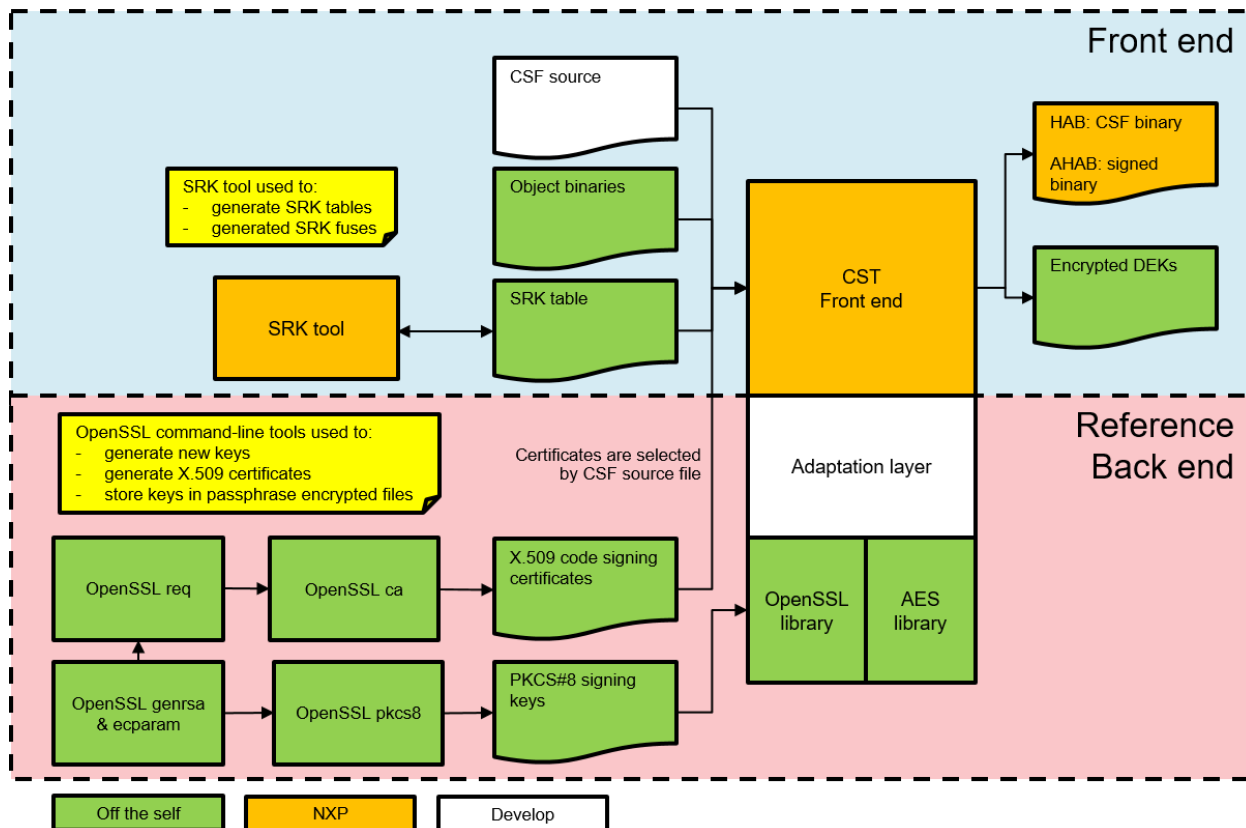 Front end
CSF source
HAB: CSF binary
AHAB: signed
binary
SRK tool used to:
- generate SRK tables
- generated SRK fuses
Object binaries
CST
Front end
Encrypted DEKs
SRK tool
SRK table
Reference
Back end
OpenSSL command-line tools used to:
- generate new keys
- generate X.509 certificates
- store keys in passphrase encrypted files
Certificates are selected
by CSF source file
Adaptation layer
OpenSSL req
OpenSSL ca
X.509 code signing
certificates
OpenSSL
library
AES
library
OpenSSL genrsa
& ecparam
OpenSSL pkcs8
PKCS#8 signing
keys
Off the self
NXP
Develop